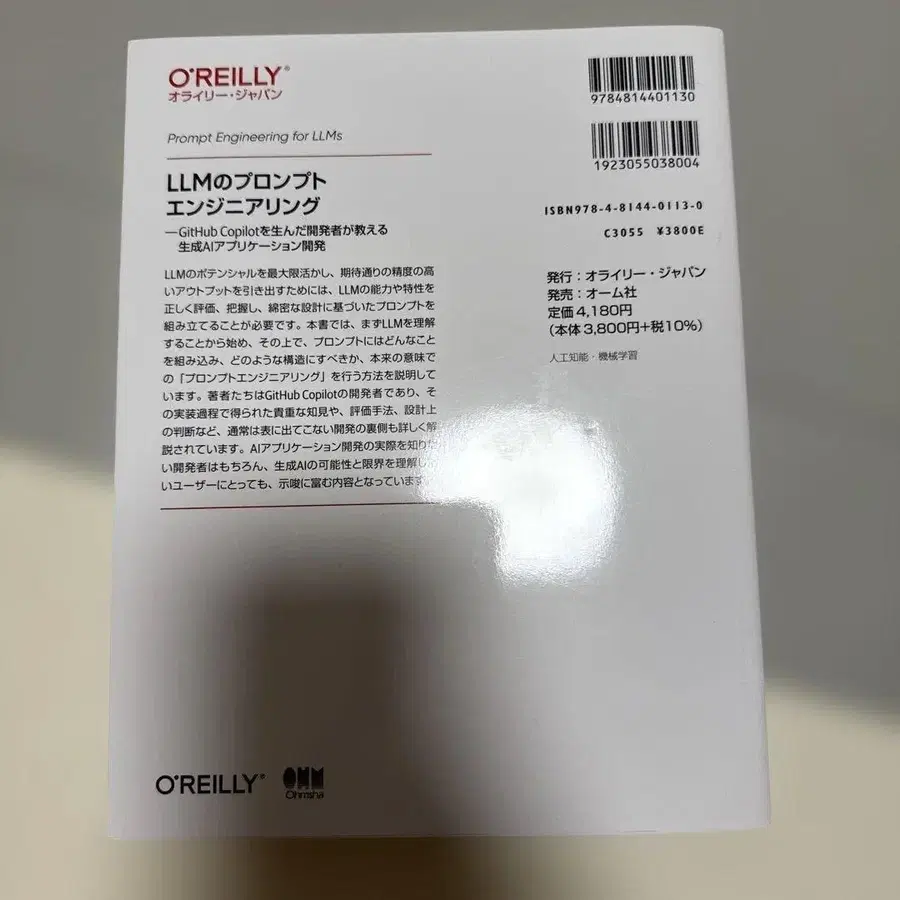 O'REILLY®
オライリー・ジャパン
Prompt Engineering for LLMs
LLMのプロンプト
エンジニアリング
―GitHub Copilotを生んだ開発者が教える
生成AIアプリケーション開発
LLMのポテンシャルを最大限活かし、期待通りの精度の高
いアウトプットを引き出すためには、LLMの能力や特性を
正しく評価、把握し、綿密な設計に基づいたプロンプトを
組み立てることが必要です。本書では、まずLLMを理解
することから始め、その上で、プロンプトにはどんなこと
を組み込み、どのような構造にすべきか、本来の意味で
の「プロンプトエンジニアリング」を行う方法を説明して
います。著者たちはGitHub Copilotの開発者であり、そ
の実装過程で得られた貴重な知見や、評価手法、設計上
の判断など、通常は表に出てこない開発の裏側も詳しく解
説されています。AIアプリケーション開発の実際を知りた
い開発者はもちろん、生成AIの可能性と限界を理解した
いユーザーにとっても、示唆に富む内容となっています。
9784814401130
1923055038004
ISBN978-4-8144-0113-0
C3055 ¥3800E
発行：オライリー・ジャパン
発売：オーム社
定価4,180円
（本体3,800円+税10%）
人工知能・機械学習
O'REILLY®
OHM
Ohmsha